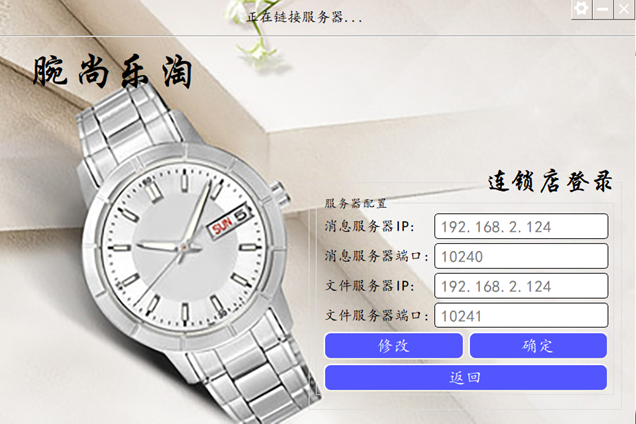 正在链接服务器...
腕尚乐淘
连锁店登录
服务器配置
消息服务器IP: 192.168.2.124
消息服务器端口: 10240
文件服务器IP: 192.168.2.124
文件服务器端口: 10241
修改 确定
返回
SUN 5